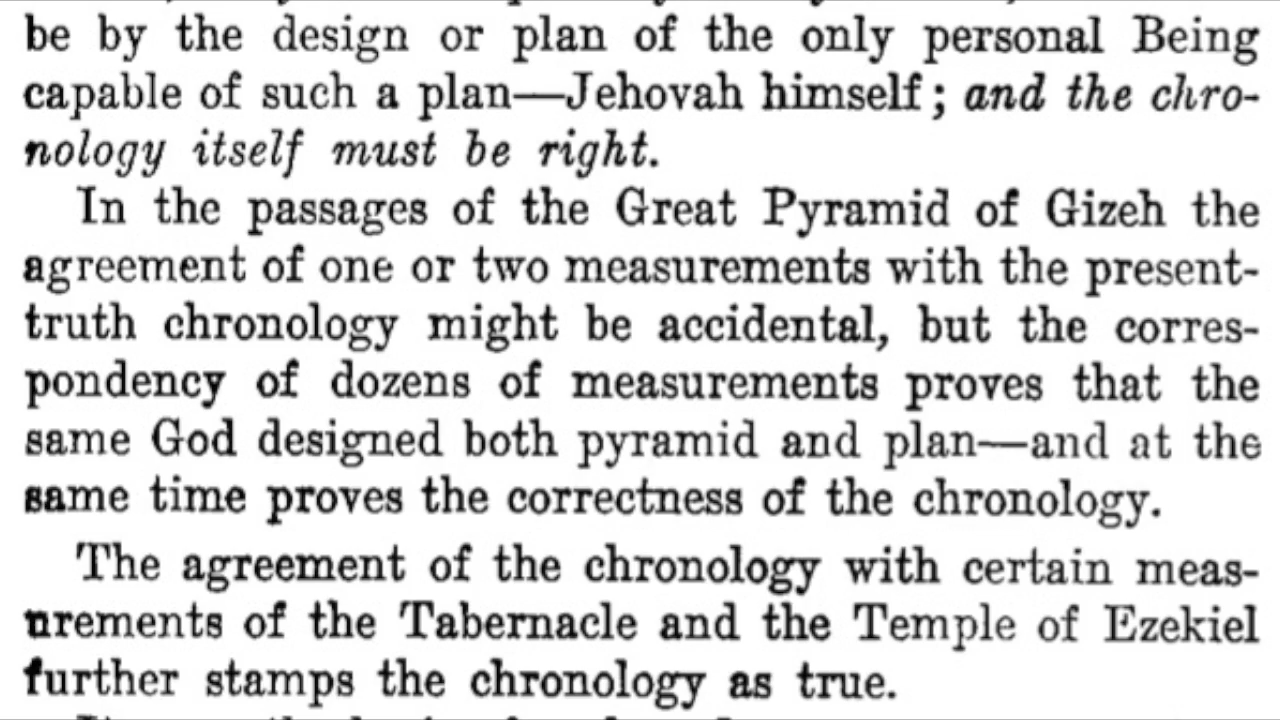 be by the design or plan of the only personal Being
capable of such a plan—Jehovah himself; and the chro-
nology itself must be right.
In the passages of the Great Pyramid of Gizeh the
agreement of one or two measurements with the present-
truth chronology might be accidental, but the corres-
pondency of dozens of measurements proves that the
same God designed both pyramid and plan—and at the
same time proves the correctness of the chronology.
The agreement of the chronology with certain meas-
urements of the Tabernacle and the Temple of Ezekiel
further stamps the chronology as true.